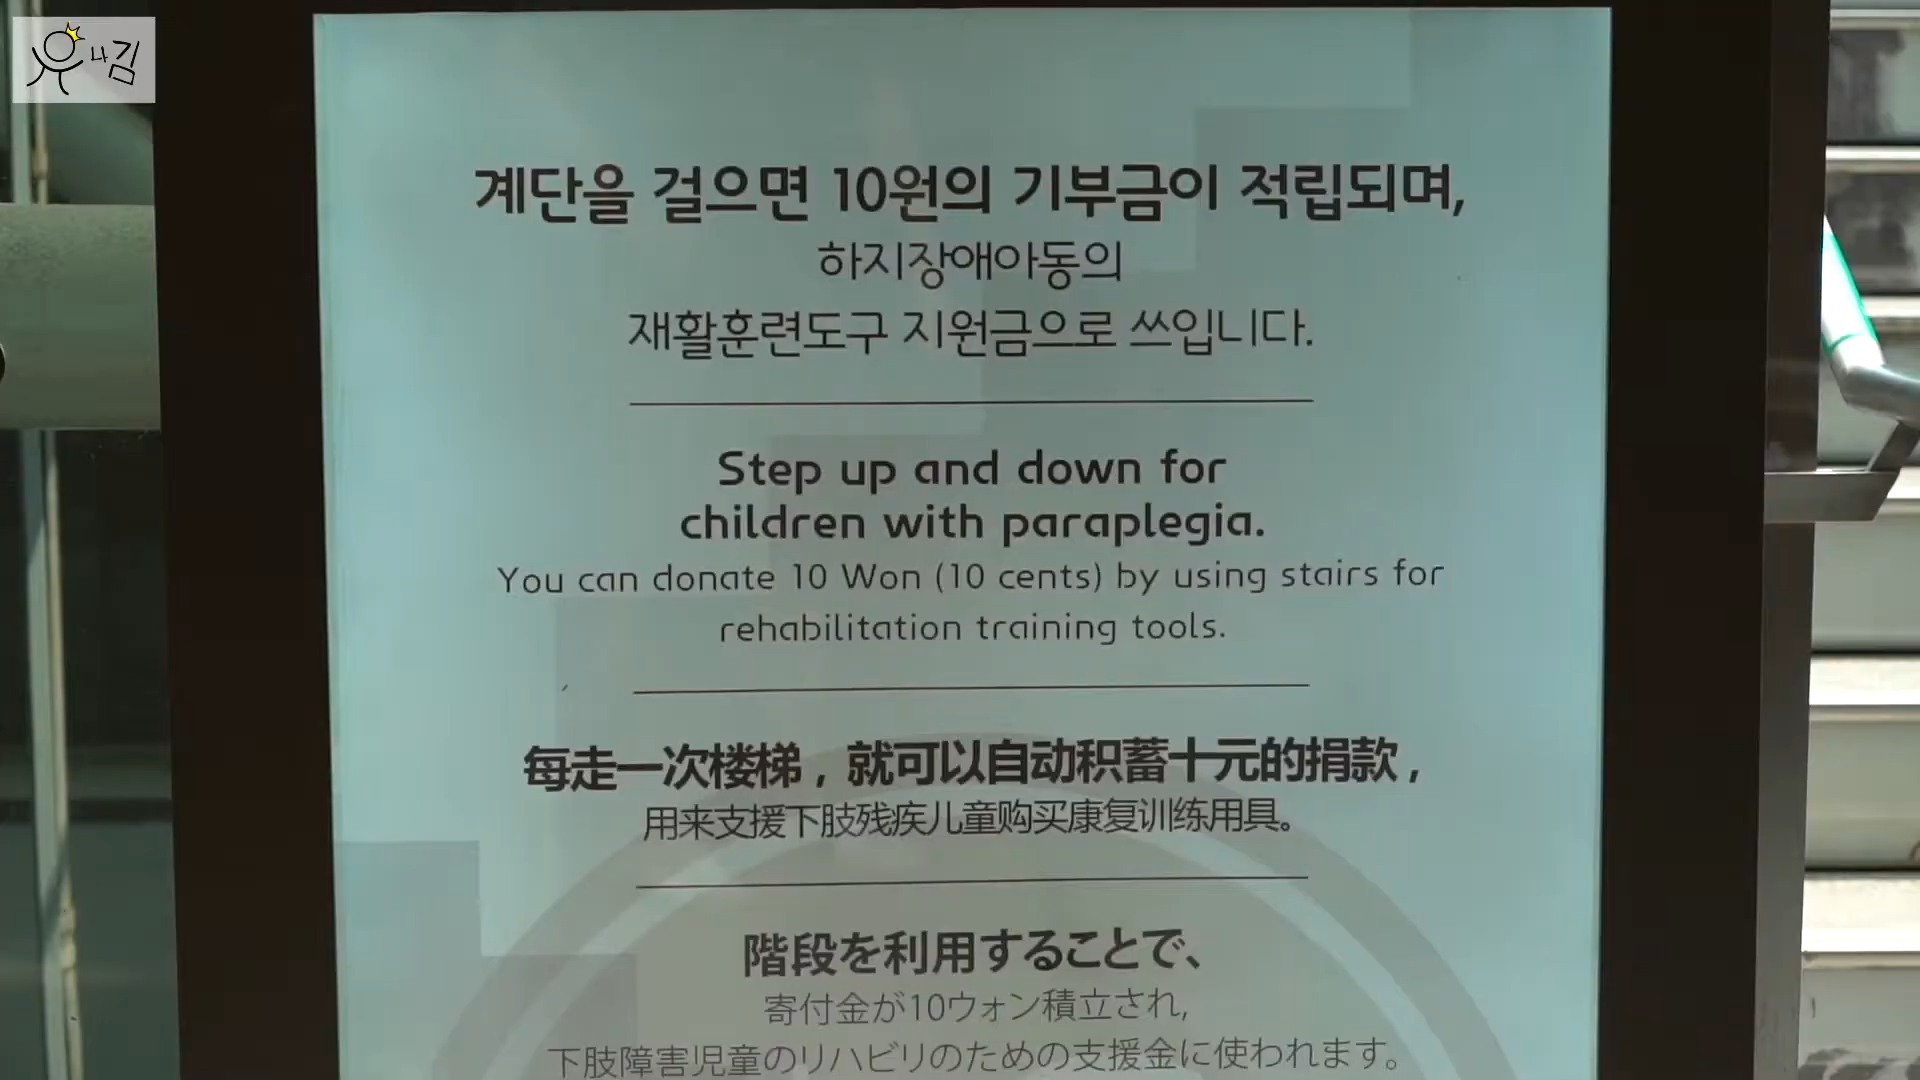 유나김
계단을 걸으면 10원의 기부금이 적립되며,
하지장애아동의
재활훈련도구 지원금으로 쓰입니다.
Step up and down for
children with paraplegia.
You can donate 10 Won (10 cents) by using stairs for
rehabilitation training tools.
每走一次楼梯，就可以自动积蓄十元的捐款，
用来支援下肢残疾儿童购买康复训练用具。
階段を利用することで、
寄付金が10ウォン積立され,
下肢障害児童のリハビリのための支援金に使われます。